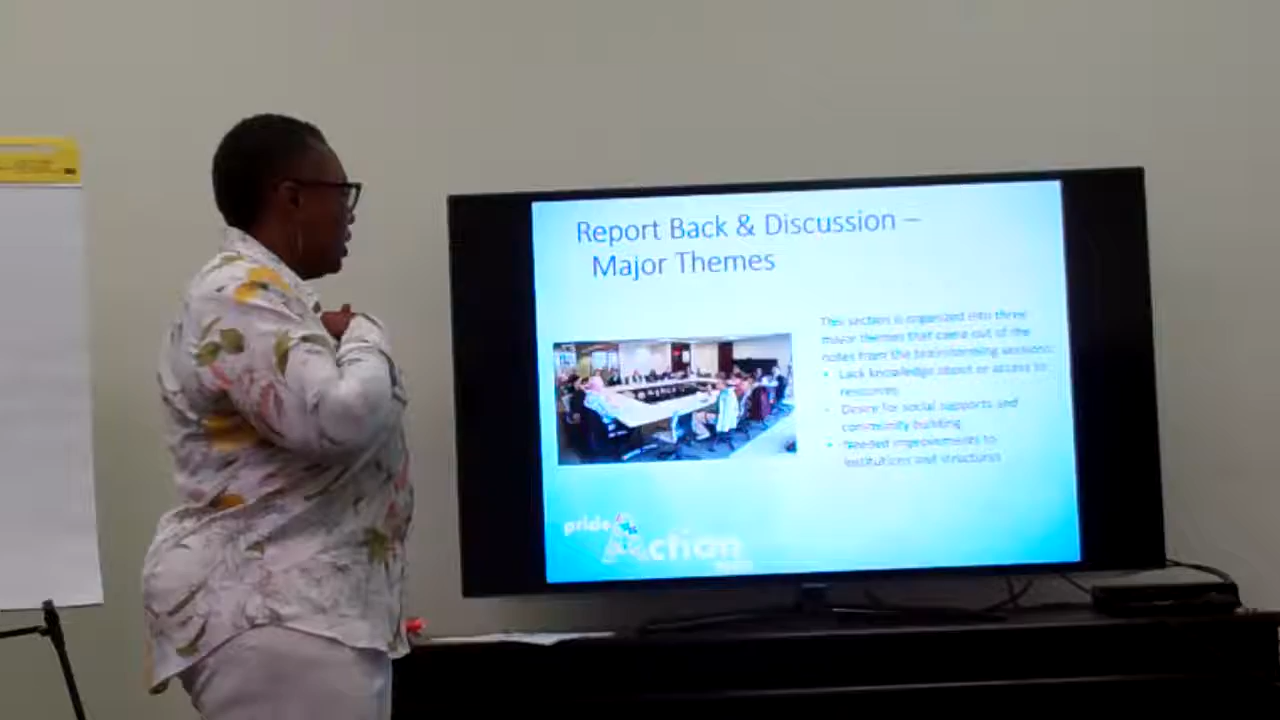 Report Back & Discussion –
Major Themes
This section is organized into three
major themes that came out of the
notes from the brainstorming sessions:
• Lack knowledge about or access to
resources
• Desire for social supports and
community building
• Needed improvements to
institutions and structures
pride Action